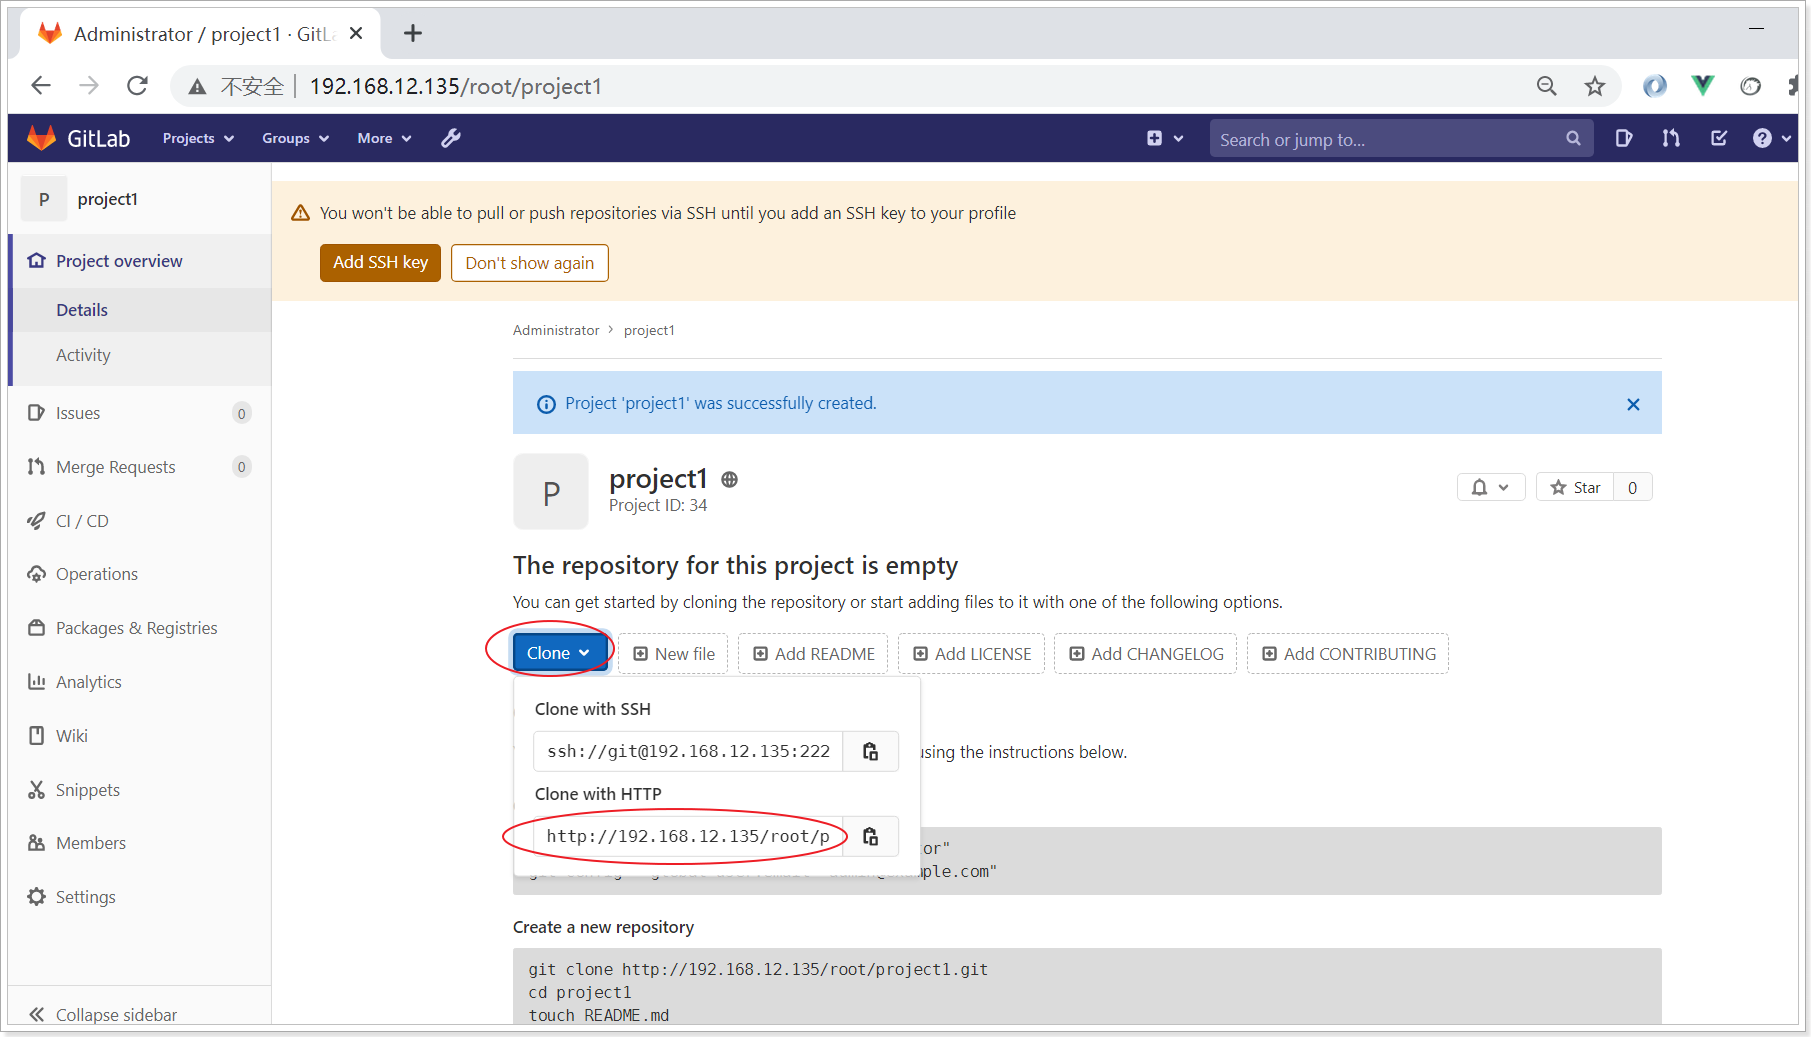 Administrator / project1 · GitL
不安全 192.168.12.135/root/project1
GitLab Projects Groups More Search or jump to...
P project1
Project overview
Details
Activity
Issues 0
Merge Requests 0
CI / CD
Operations
Packages & Registries
Analytics
Wiki
Snippets
Members
Settings
Collapse sidebar
You won't be able to pull or push repositories via SSH until you add an SSH key to your profile
Add SSH key Don't show again
Administrator > project1
Project 'project1' was successfully created.
P project1
Project ID: 34
Star 0
The repository for this project is empty
You can get started by cloning the repository or start adding files to it with one of the following options.
Clone New file Add README Add LICENSE Add CHANGELOG Add CONTRIBUTING
Clone with SSH
ssh://git@192.168.12.135:222
using the instructions below.
Clone with HTTP
http://192.168.12.135/root/p
or"
mple.com"
Create a new repository
git clone http://192.168.12.135/root/project1.git
cd project1
touch README.md